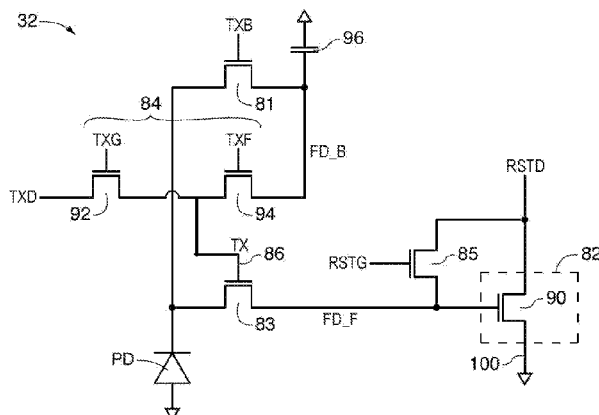 32
TXB
96
81
84
TXG
TXF
FD_B
RSTD
TXD
92
94
TX
86
RSTG
85
82
83
FD_F
90
PD
100